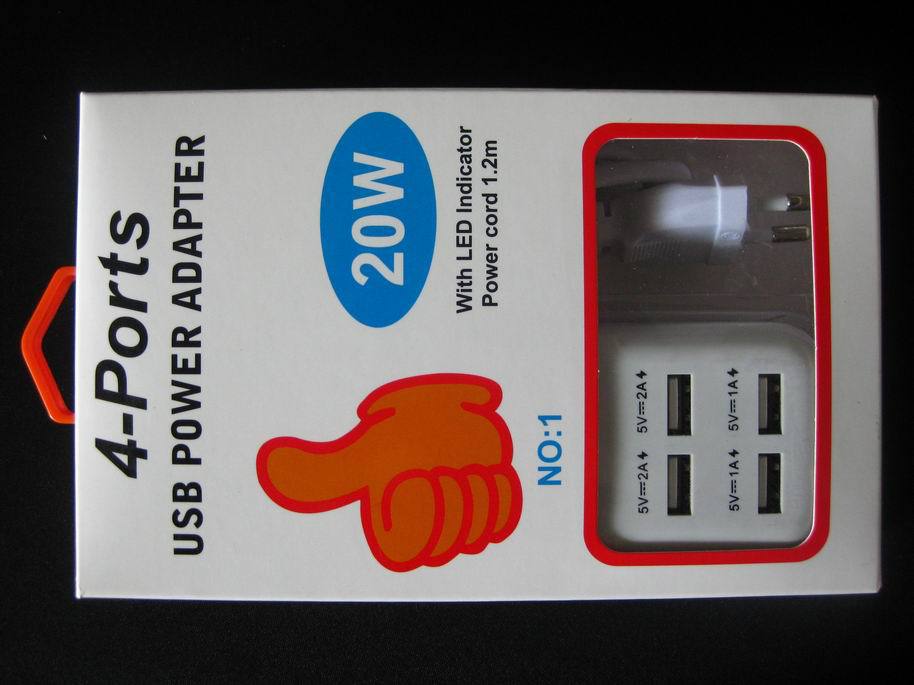 4-Ports
USB POWER ADAPTER
20W
With LED Indicator
Power cord 1.2m
NO:1
5V⎓2A 5V⎓2A
5V⎓1A 5V⎓1A